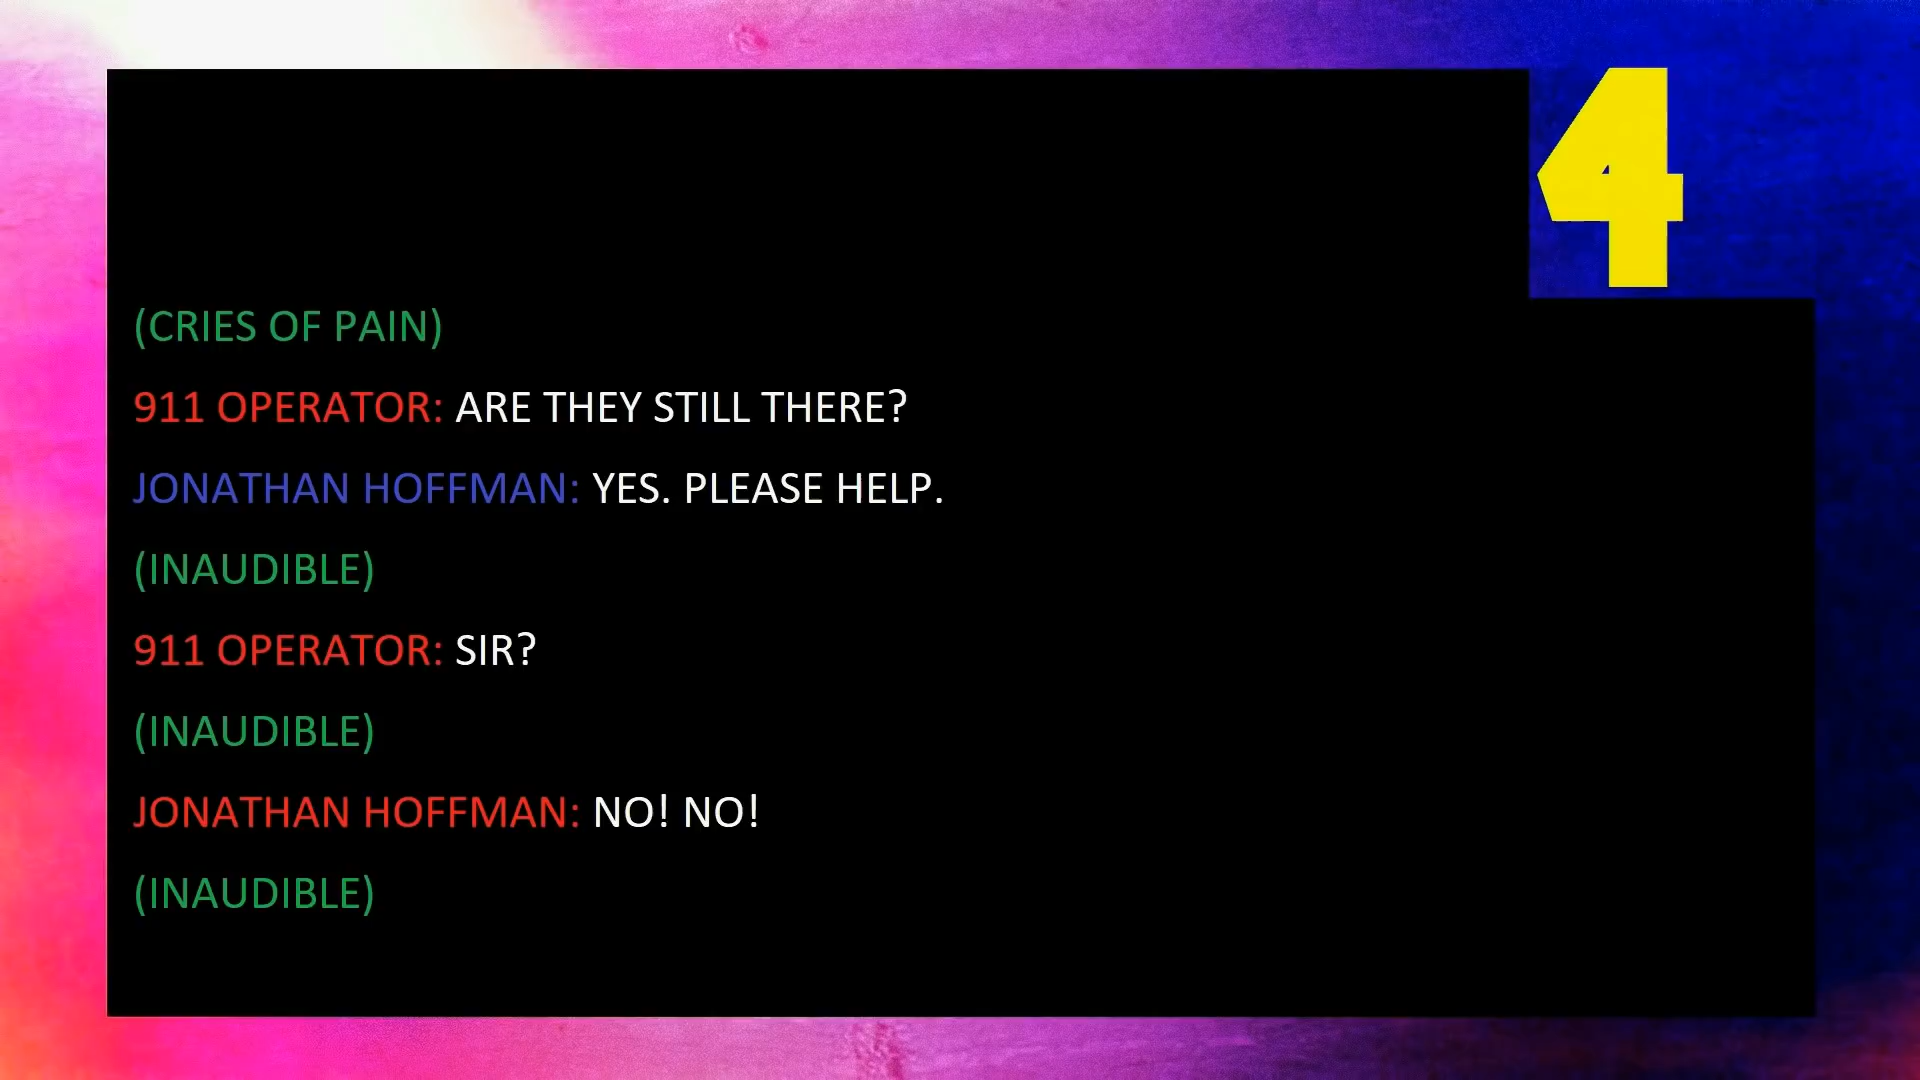 4
(CRIES OF PAIN)
911 OPERATOR: ARE THEY STILL THERE?
JONATHAN HOFFMAN: YES. PLEASE HELP.
(INAUDIBLE)
911 OPERATOR: SIR?
(INAUDIBLE)
JONATHAN HOFFMAN: NO! NO!
(INAUDIBLE)